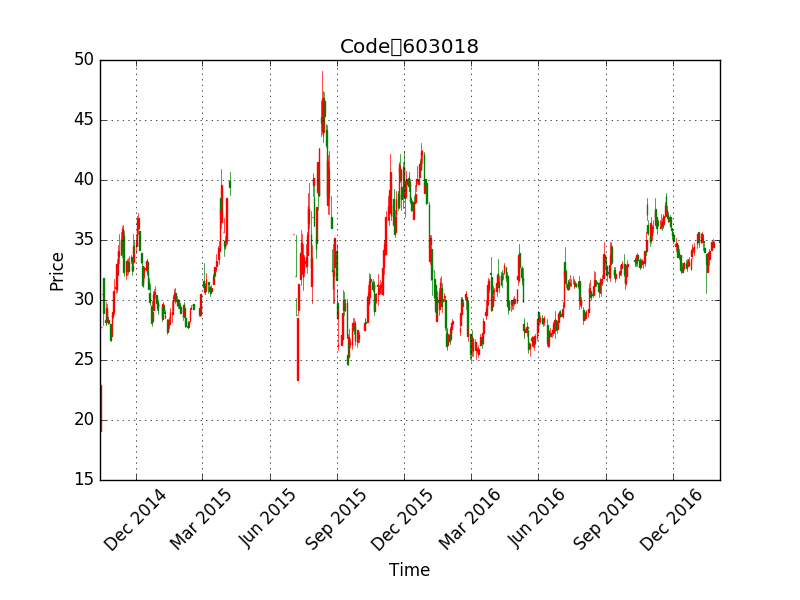 Code▯603018
50
45
40
35
30
25
20
15
Price
Dec 2014
Mar 2015
Jun 2015
Sep 2015
Dec 2015
Mar 2016
Jun 2016
Sep 2016
Dec 2016
Time